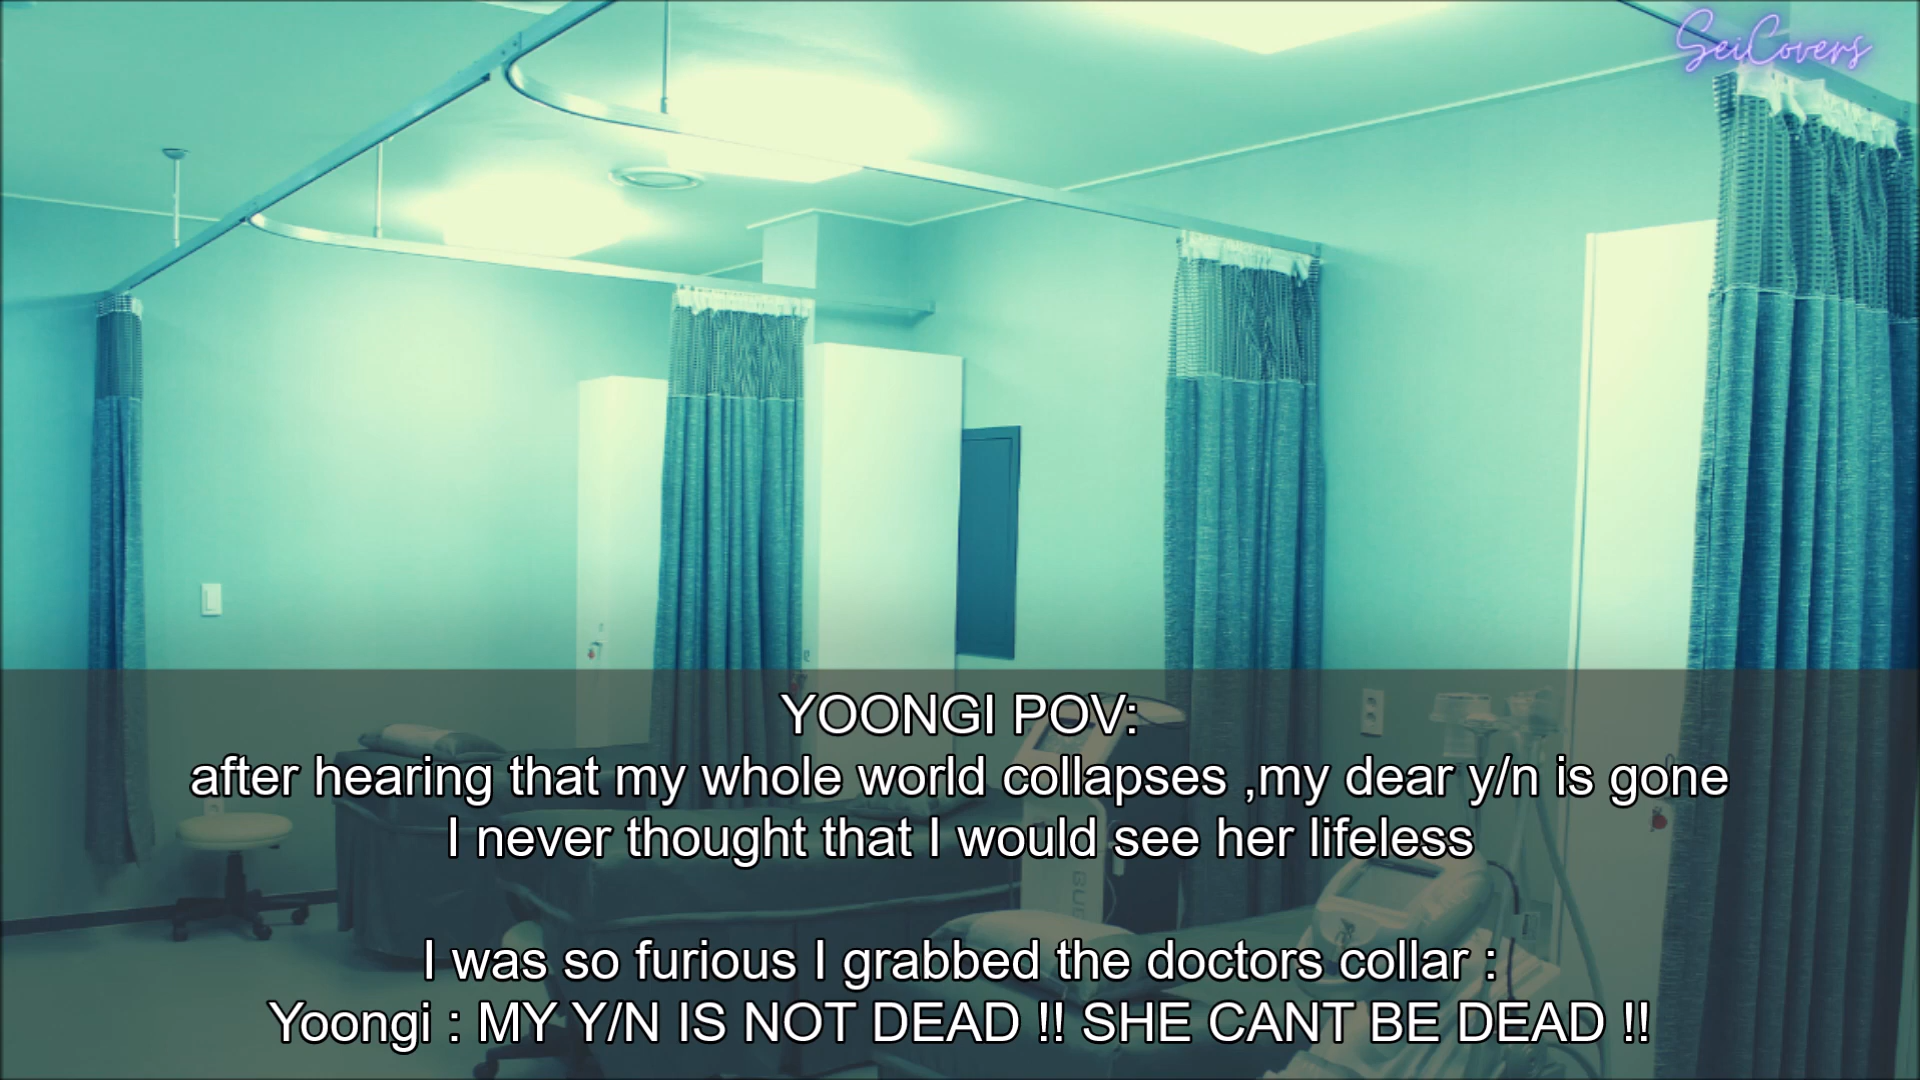 SeiCovers
YOONGI POV:
after hearing that my whole world collapses ,my dear y/n is gone
I never thought that I would see her lifeless
I was so furious I grabbed the doctors collar :
Yoongi : MY Y/N IS NOT DEAD !! SHE CANT BE DEAD !!